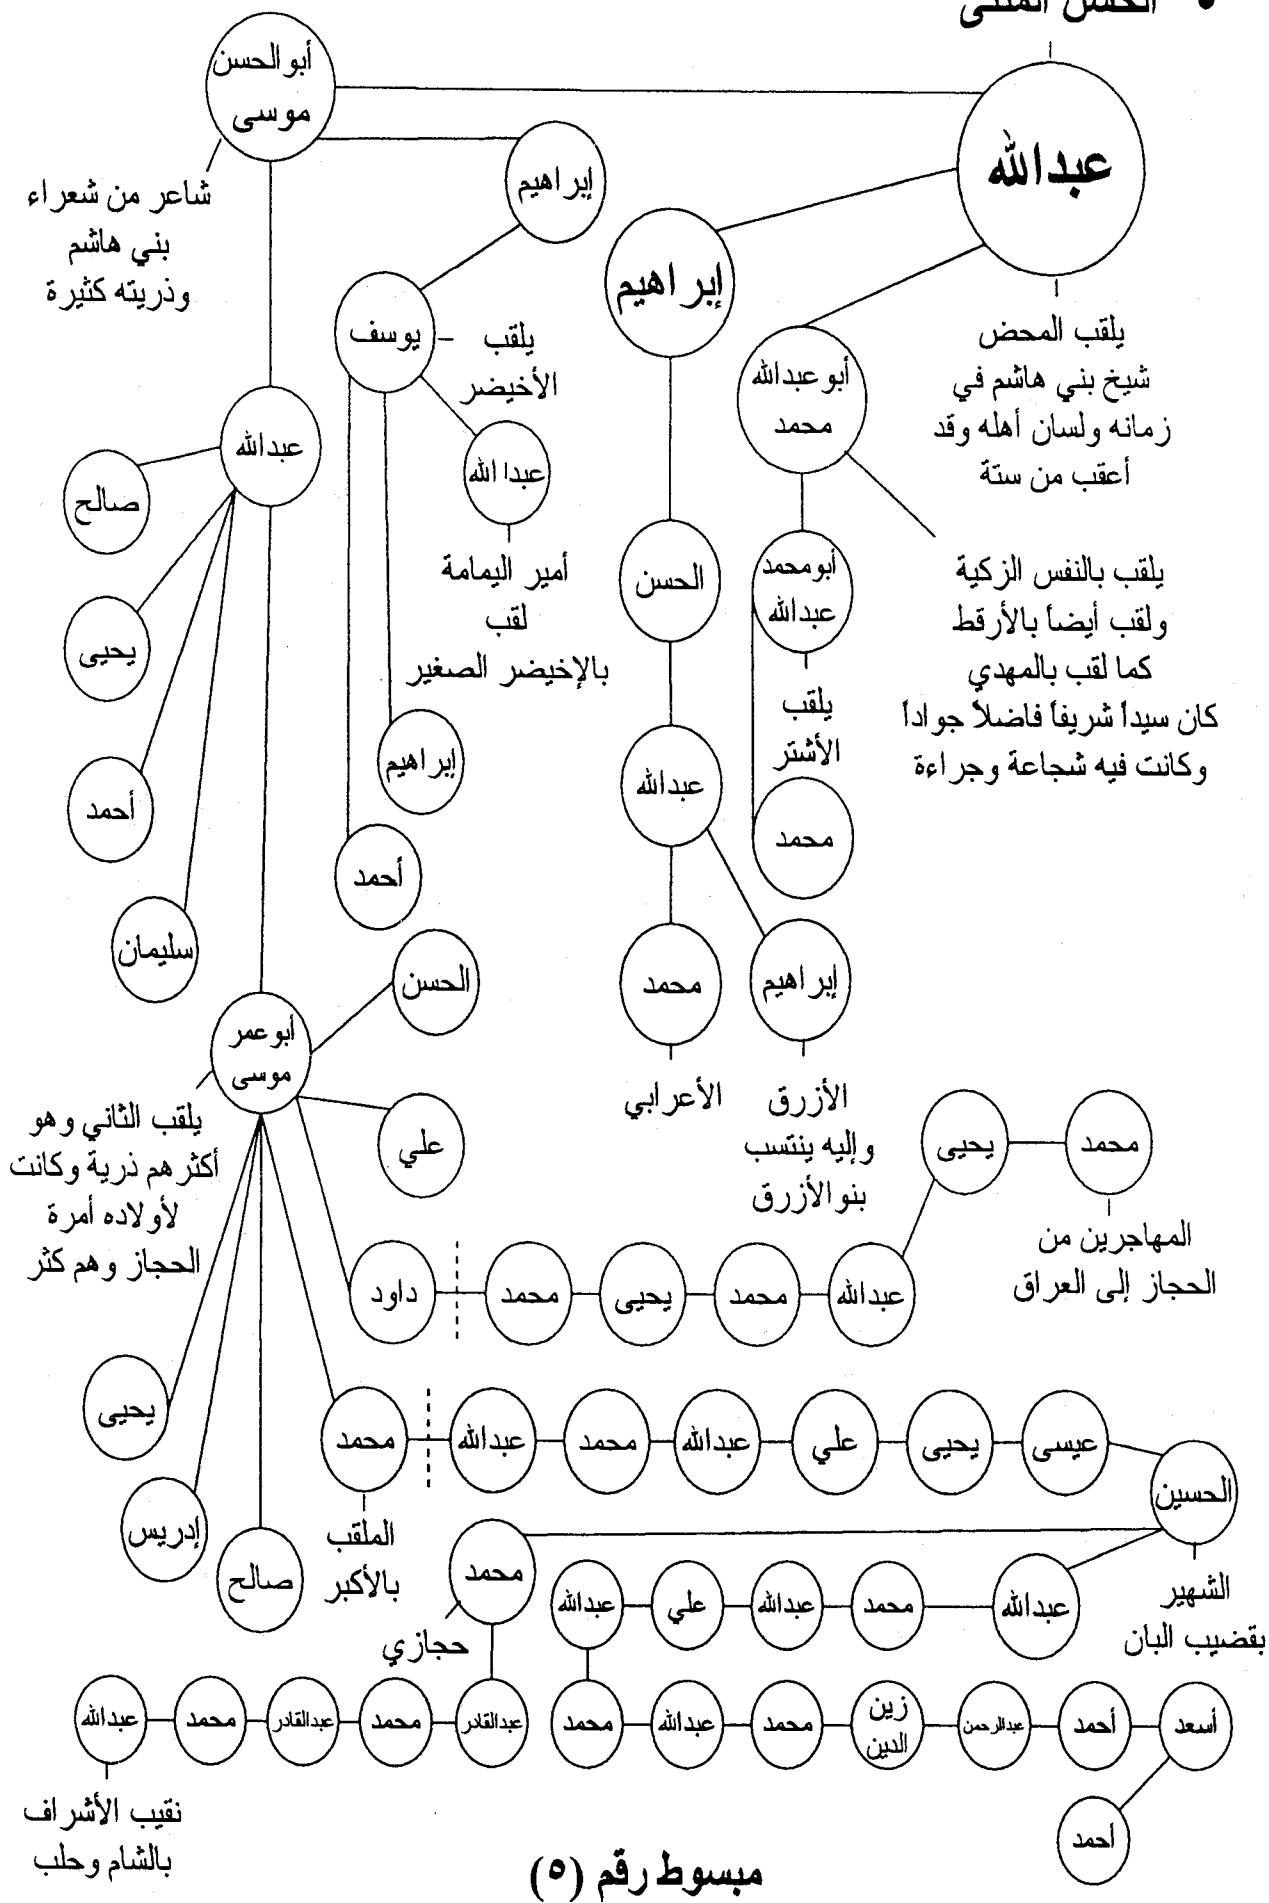 • الحسن المثنى
عبدالله
يلقب المحض
شيخ بني هاشم في
زمانه ولسان أهله وقد
أعقب من ستة
أبو الحسن
موسى
شاعر من شعراء
بني هاشم
وذريته كثيرة
إبراهيم
يوسف
يلقب
الأخيضر
عبدا الله
أمير اليمامة
لقب
بالإخيضر الصغير
إبراهيم
أحمد
إبراهيم
الحسن
عبدالله
محمد
الأعرابي
إبراهيم
الأزرق
وإليه ينتسب
بنو الأزرق
أبو عبدالله
محمد
يلقب بالنفس الزكية
ولقب أيضاً بالأرقط
كما لقب بالمهدي
كان سيداً شريفاً فاضلاً جواداً
وكانت فيه شجاعة وجراءة
أبو محمد
عبدالله
يلقب
الأشتر
محمد
عبدالله
صالح
يحيى
أحمد
سليمان
أبو عمر
موسى
يلقب الثاني وهو
أكثرهم ذرية وكانت
لأولاده أمرة
الحجاز وهم كثر
الحسن
علي
داود
محمد
يحيى
محمد
عبدالله
يحيى
محمد
المهاجرين من
الحجاز إلى العراق
يحيى
إدريس
صالح
محمد
الملقب
بالأكبر
عبدالله
محمد
عبدالله
علي
يحيى
عيسى
الحسين
الشهير
بقضيب البان
محمد
حجازي
عبدالقادر
محمد
عبدالقادر
محمد
عبدالله
نقيب الأشراف
بالشام وحلب
عبدالله
محمد
عبدالله
علي
عبدالله
محمد
عبدالله
محمد
زين
الدين
عبدالرحمن
أحمد
أسعد
أحمد
مبسوط رقم (٥)